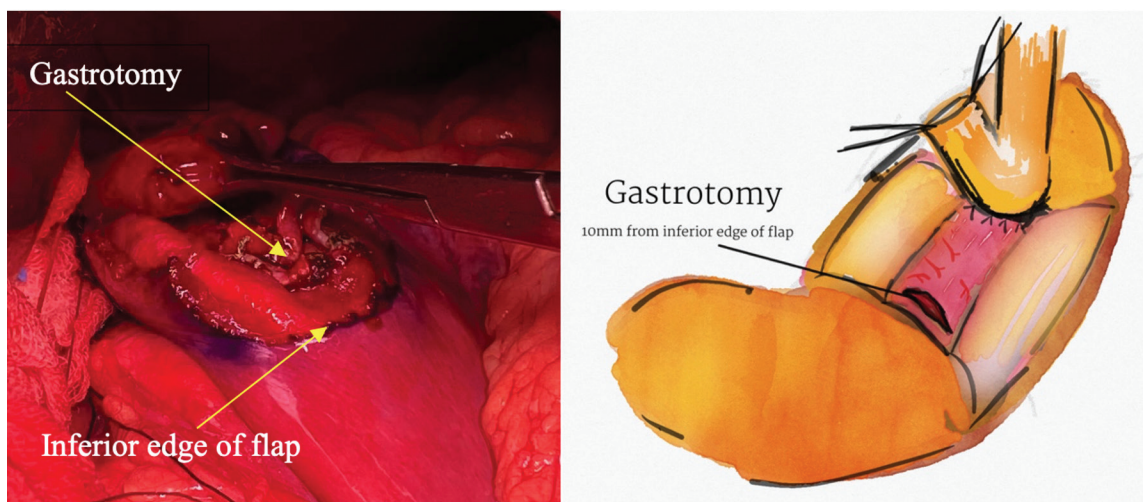 Gastrotomy
Inferior edge of flap
Gastrotomy
10mm from inferior edge of flap